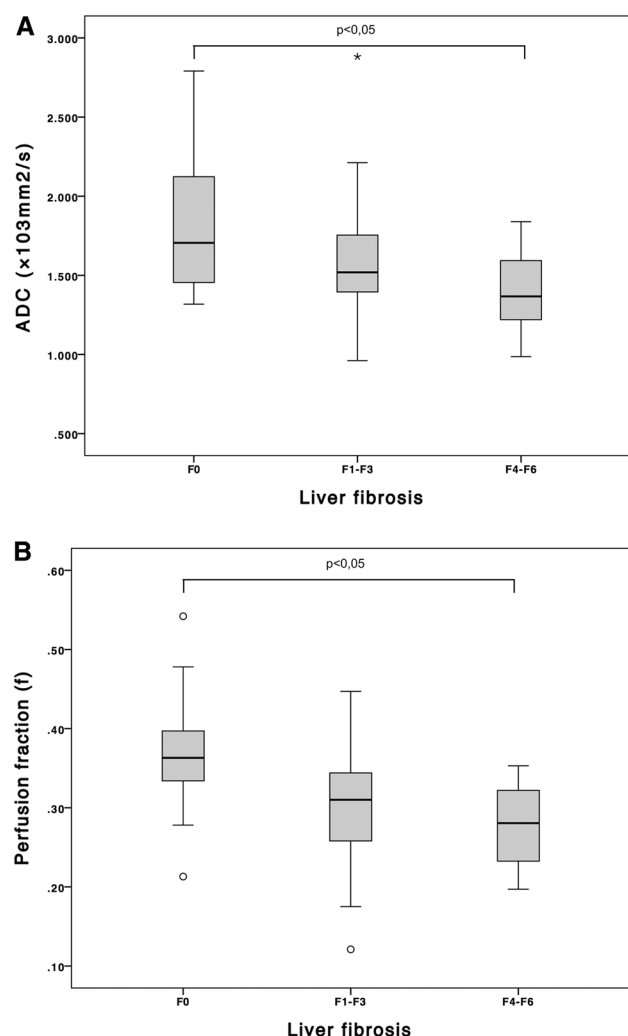 A
p<0,05
*
3.000
2.500
2.000
1.500
1.000
.500
ADC (×103mm2/s)
F0 F1-F3 F4-F6
Liver fibrosis
B
p<0,05
.60
.50
.40
.30
.20
.10
Perfusion fraction (f)
F0 F1-F3 F4-F6
Liver fibrosis